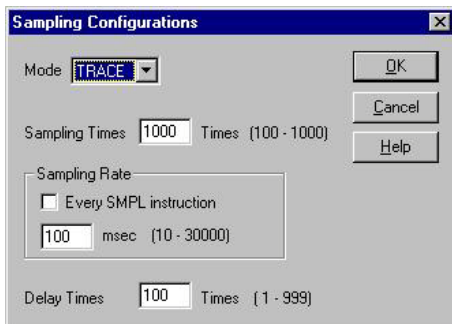 Sampling Configurations
Mode TRACE
OK
Cancel
Sampling Times 1000 Times (100 - 1000)
Help
Sampling Rate
Every SMPL instruction
100 msec (10 - 30000)
Delay Times 100 Times (1 - 999)